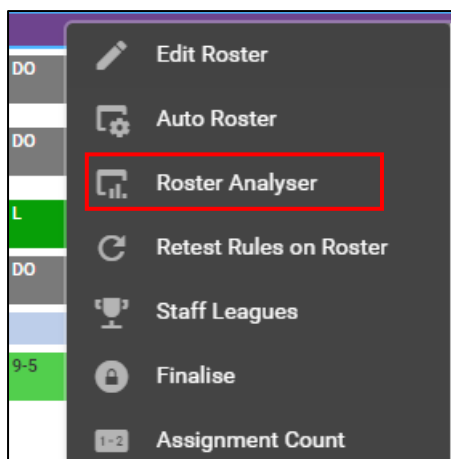 DO
Edit Roster
Auto Roster
DO
Roster Analyser
L
Retest Rules on Roster
DO
Staff Leagues
9-5
Finalise
1-2
Assignment Count